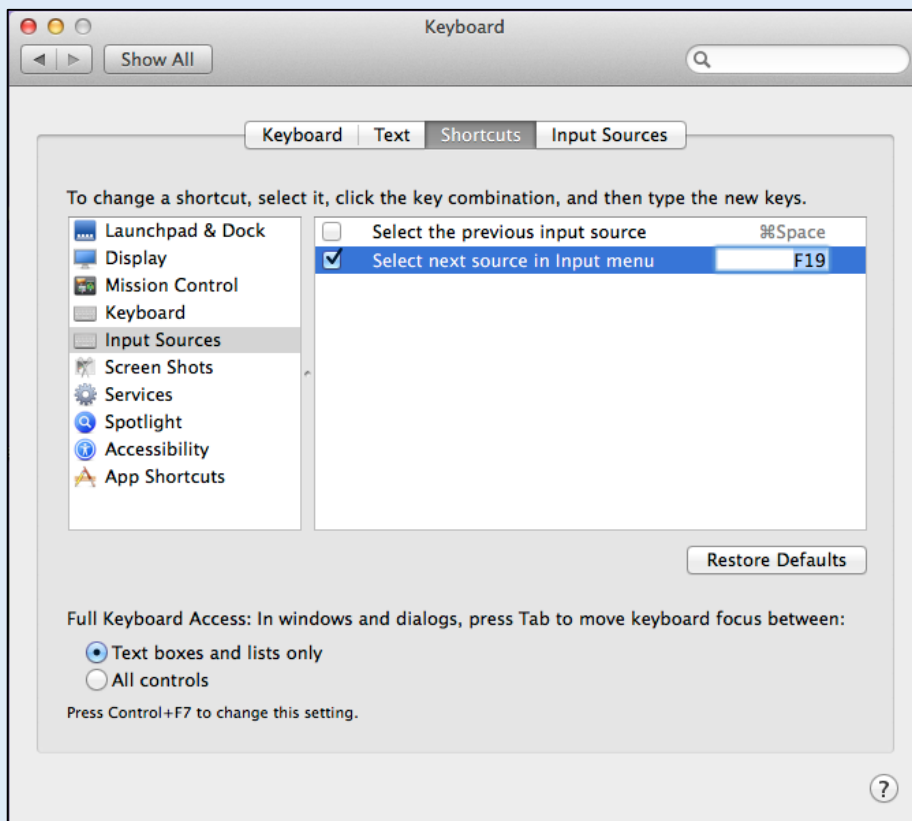 Keyboard
Show All
Keyboard Text Shortcuts Input Sources
To change a shortcut, select it, click the key combination, and then type the new keys.
Launchpad & Dock
Display
Mission Control
Keyboard
Input Sources
Screen Shots
Services
Spotlight
Accessibility
App Shortcuts
Select the previous input source ⌘Space
Select next source in Input menu F19
Restore Defaults
Full Keyboard Access: In windows and dialogs, press Tab to move keyboard focus between:
Text boxes and lists only
All controls
Press Control+F7 to change this setting.
?